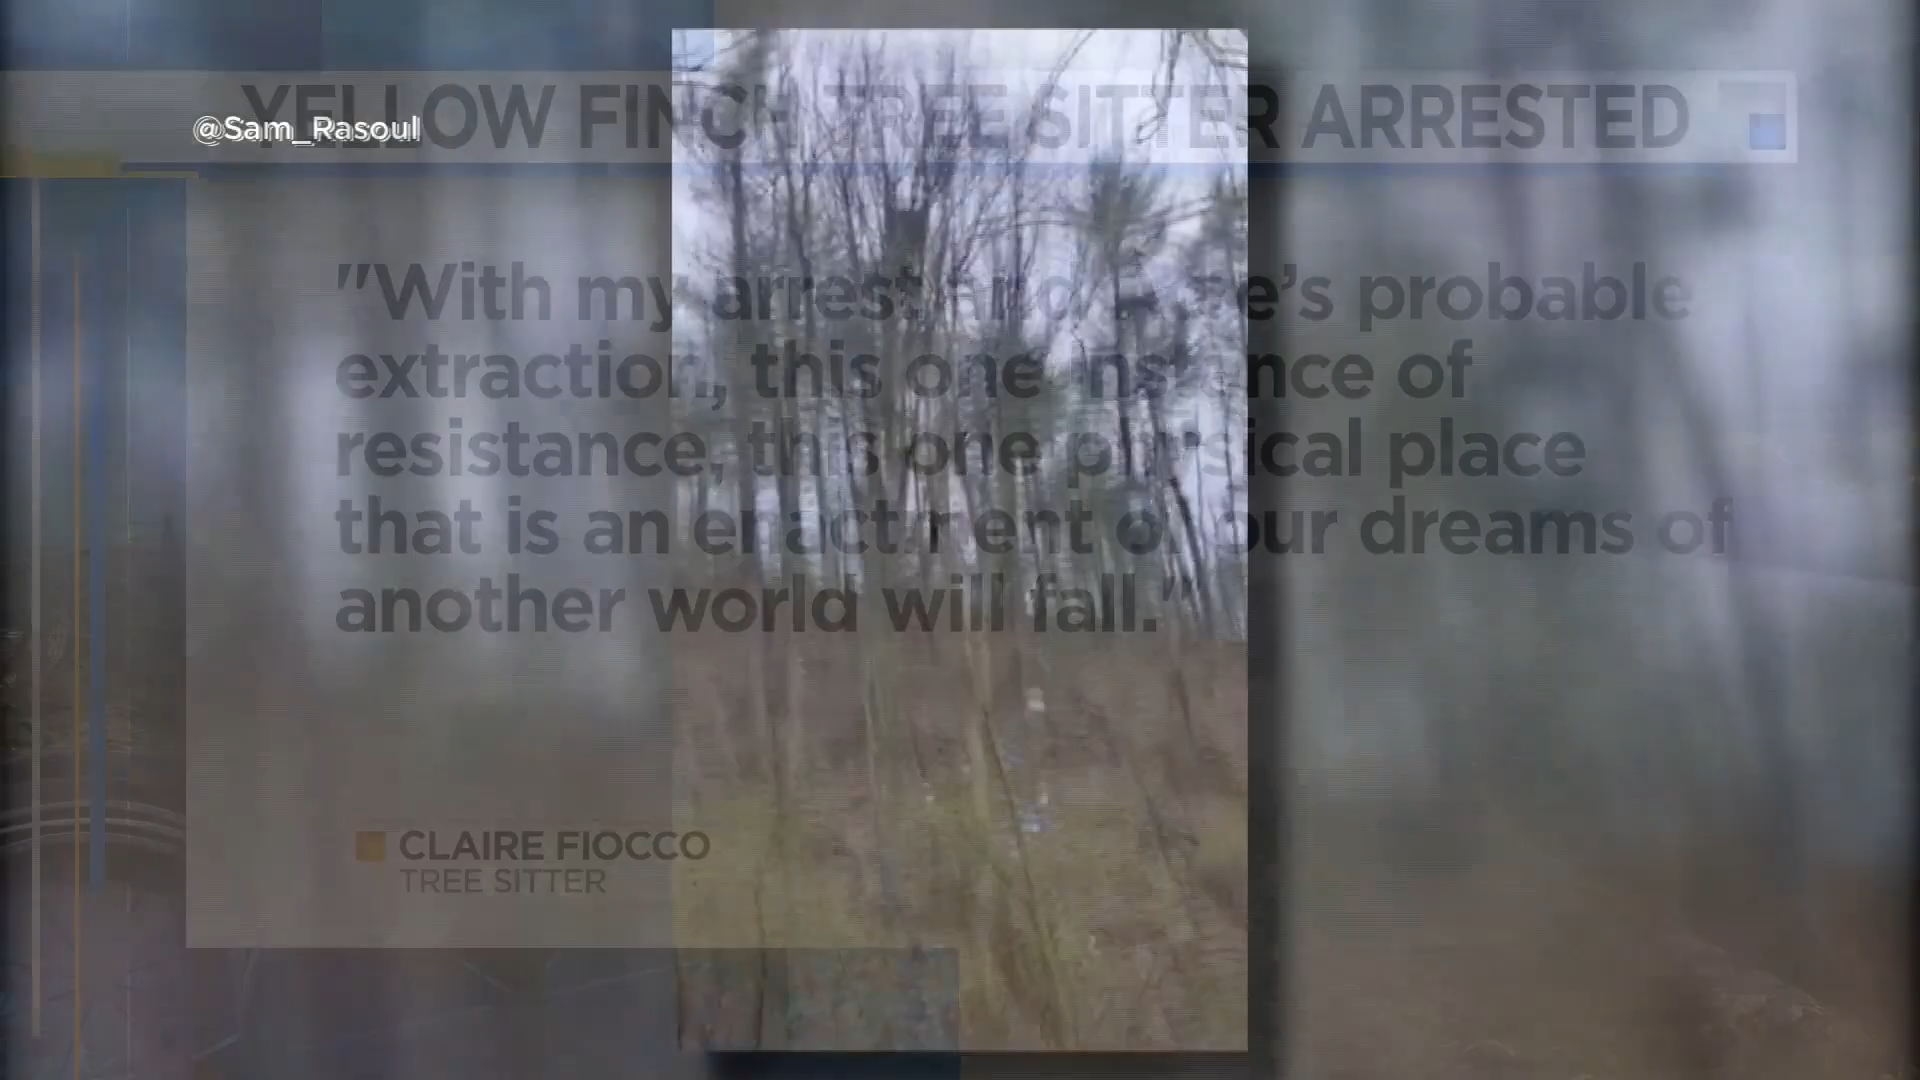 YELLOW FINCH TREE SITTER ARRESTED
@Sam_Rasoul
"With my arrest and probable
extraction, this one instance of
resistance, this one physical place
that is an enactment of our dreams of
another world will fall.”
CLAIRE FIOCCO
TREE SITTER